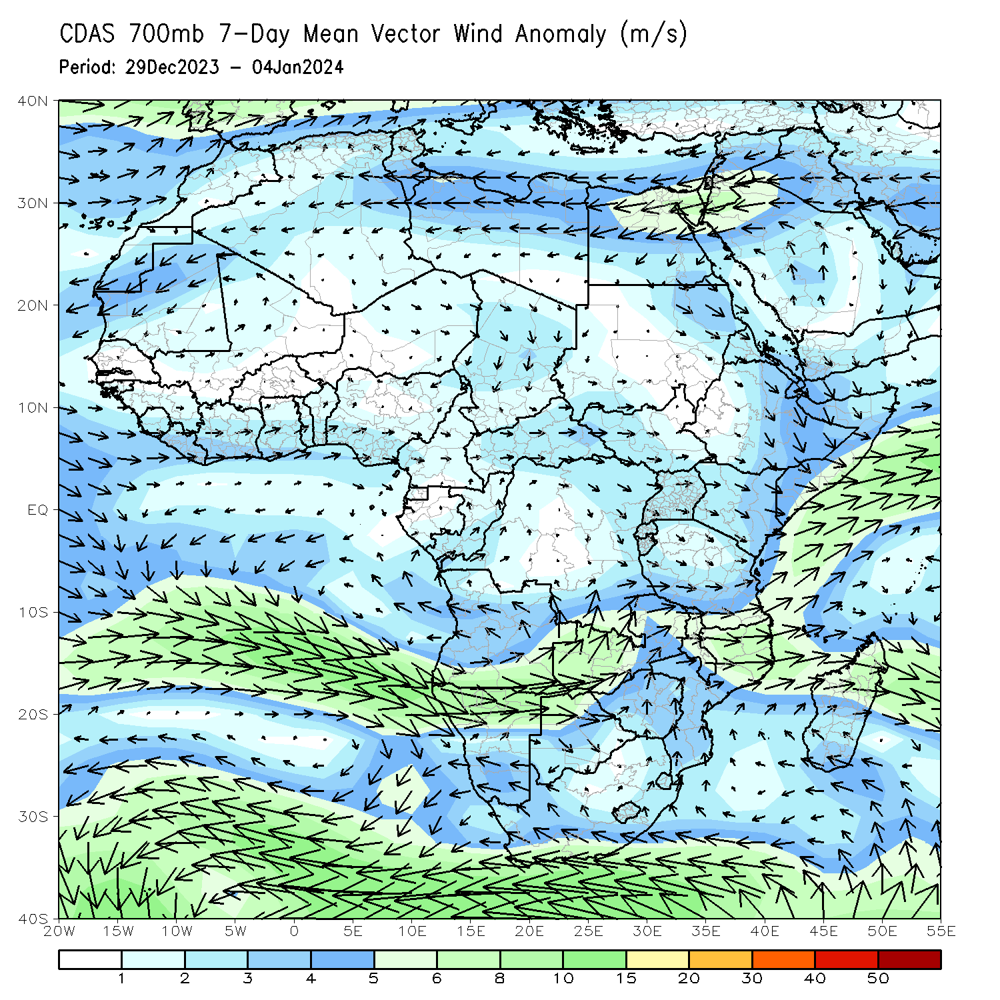 CDAS 700mb 7-Day Mean Vector Wind Anomaly (m/s)
Period: 29Dec2023 - 04Jan2024
40N
30N
20N
10N
EQ
10S
20S
30S
40S
20W 15W 10W 5W 0 5E 10E 15E 20E 25E 30E 35E 40E 45E 50E 55E
1 2 3 4 5 6 8 10 15 20 30 40 50